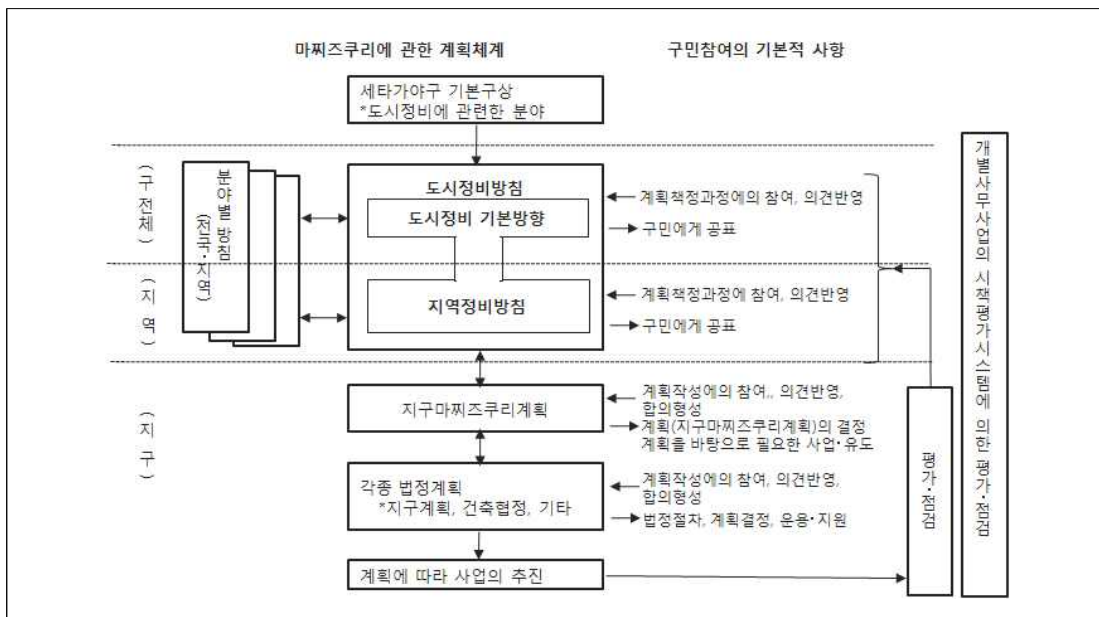 마찌즈쿠리에 관한 계획체계
구민참여의 기본적 사항
세타가야구 기본구상
*도시정비에 관련한 분야
(구 전체)
분야별 방침
(전국·지역)
도시정비방침
도시정비 기본방향
계획책정과정에의 참여, 의견반영
구민에게 공표
(지 역)
지역정비방침
계획책정과정에 참여, 의견반영
구민에게 공표
(지 구)
지구마찌즈쿠리계획
계획작성에의 참여,, 의견반영,
합의형성
계획(지구마찌즈쿠리계획)의 결정
계획을 바탕으로 필요한 사업·유도
각종 법정계획
*지구계획, 건축협정, 기타
계획작성에의 참여, 의견반영,
합의형성
법정절차, 계획결정, 운용·지원
계획에 따라 사업의 추진
평가·점검
개별사무사업의 시책평가시스템에 의한 평가·점검